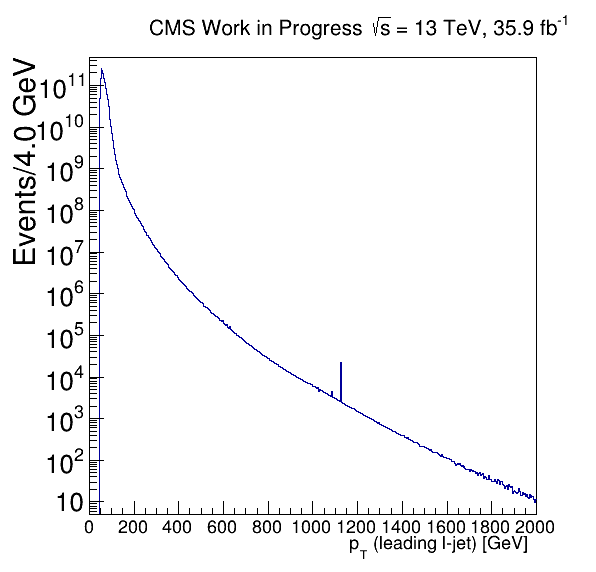 CMS Work in Progress √s = 13 TeV, 35.9 fb⁻¹
Events/4.0 GeV
10¹¹
10¹⁰
10⁹
10⁸
10⁷
10⁶
10⁵
10⁴
10³
10²
10
0 200 400 600 800 1000 1200 1400 1600 1800 2000
p_T (leading l-jet) [GeV]